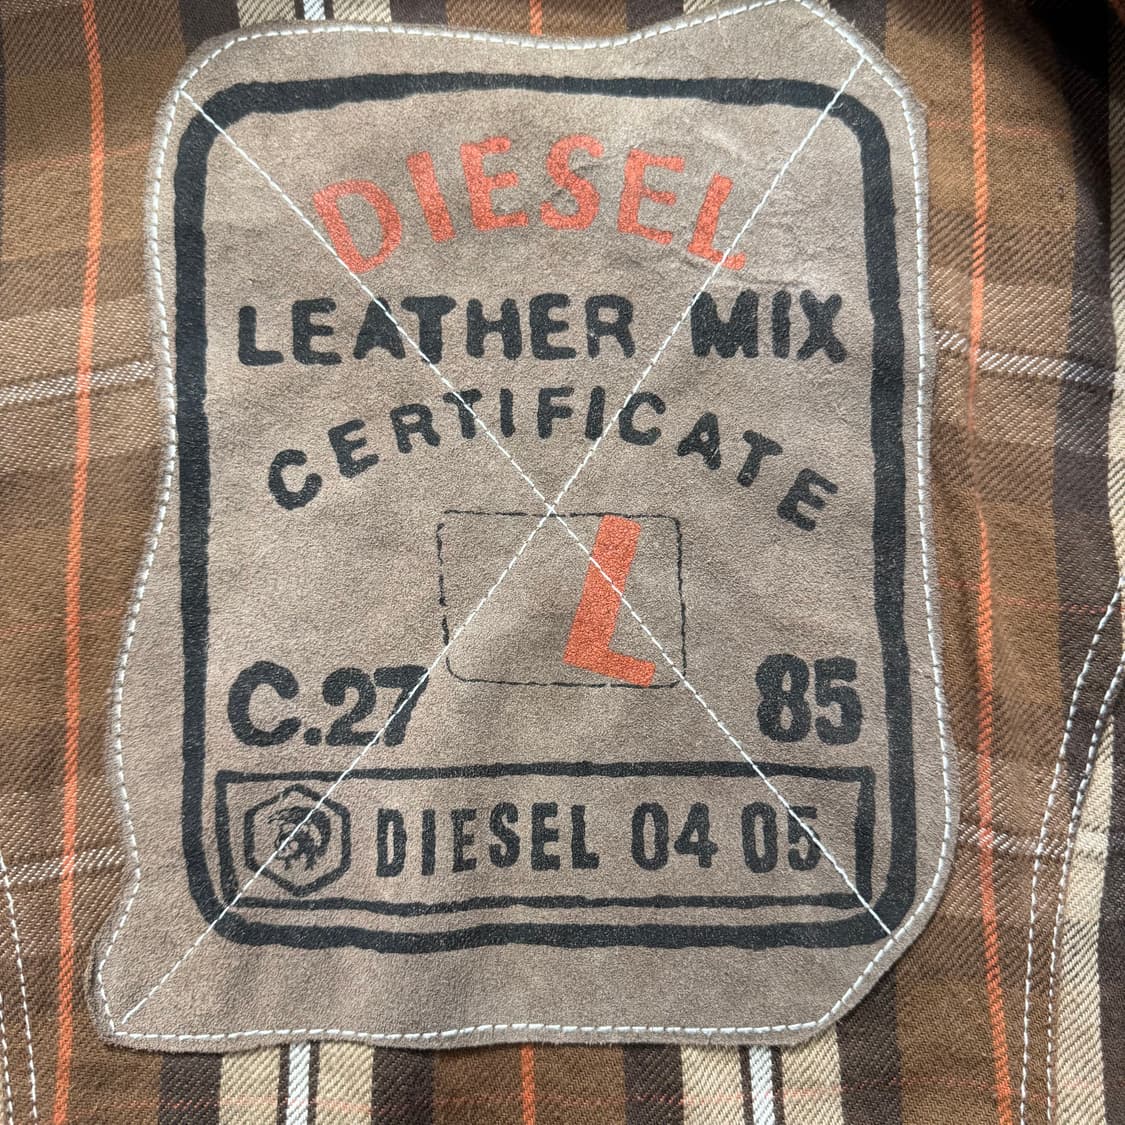 DIESEL
LEATHER MIX
CERTIFICATE
L
C.27 85
DIESEL 04 05